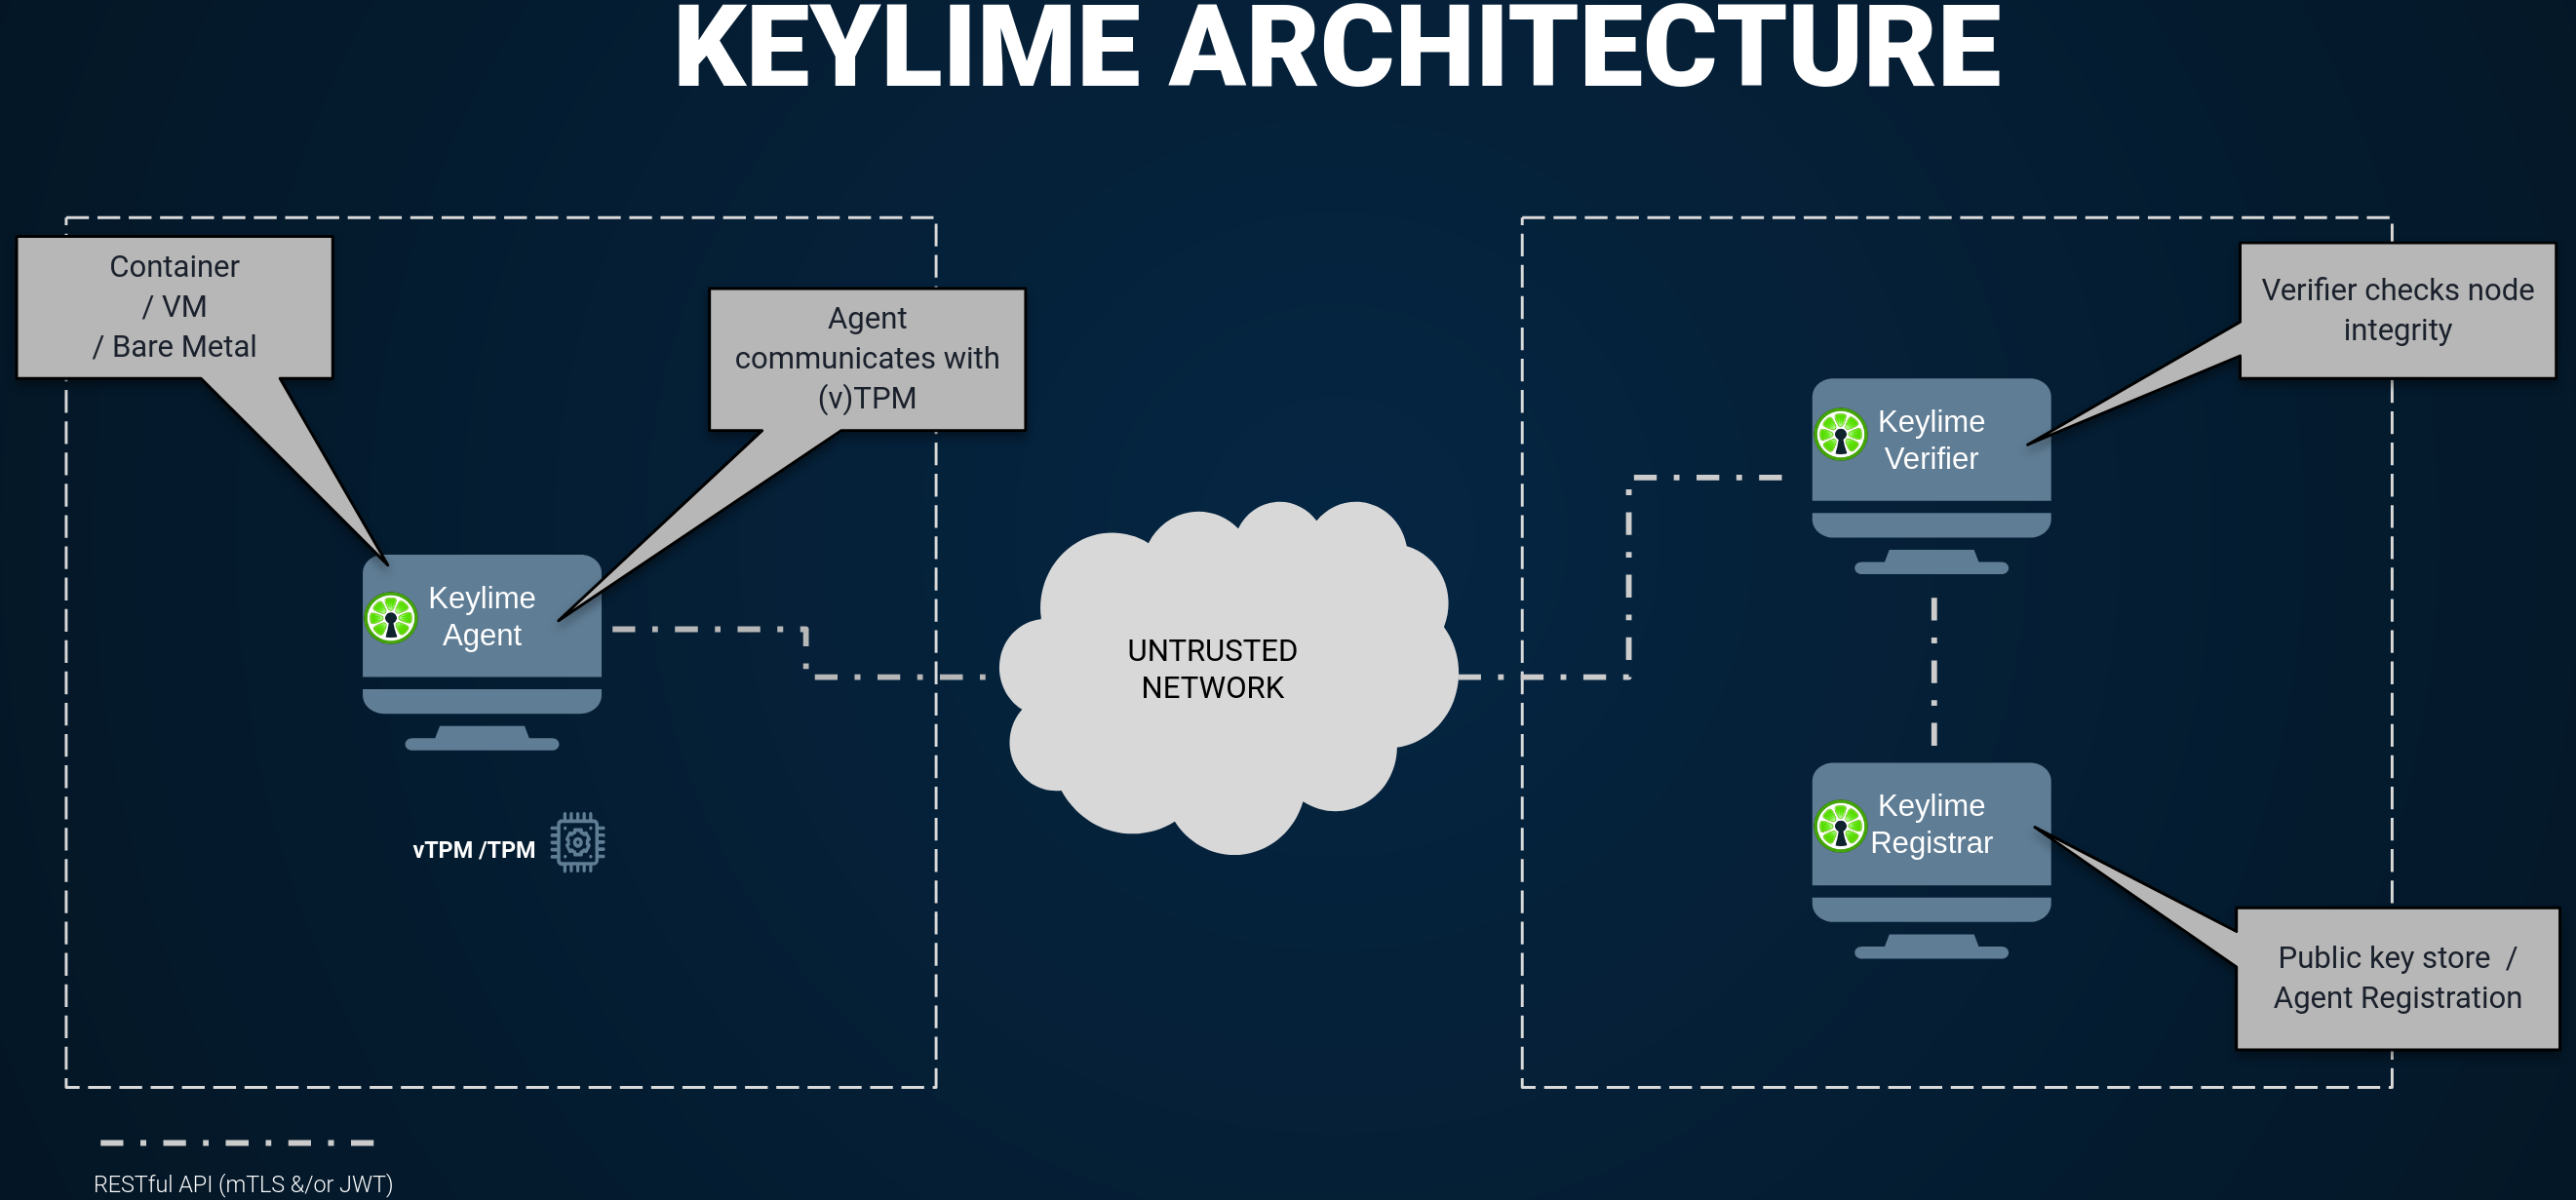 KEYLIME ARCHITECTURE
Container
/ VM
/ Bare Metal
Agent
communicates with
(v)TPM
Verifier checks node
integrity
Keylime
Verifier
Keylime
Agent
UNTRUSTED
NETWORK
vTPM /TPM
Keylime
Registrar
Public key store  /
Agent Registration
RESTful API (mTLS &/or JWT)